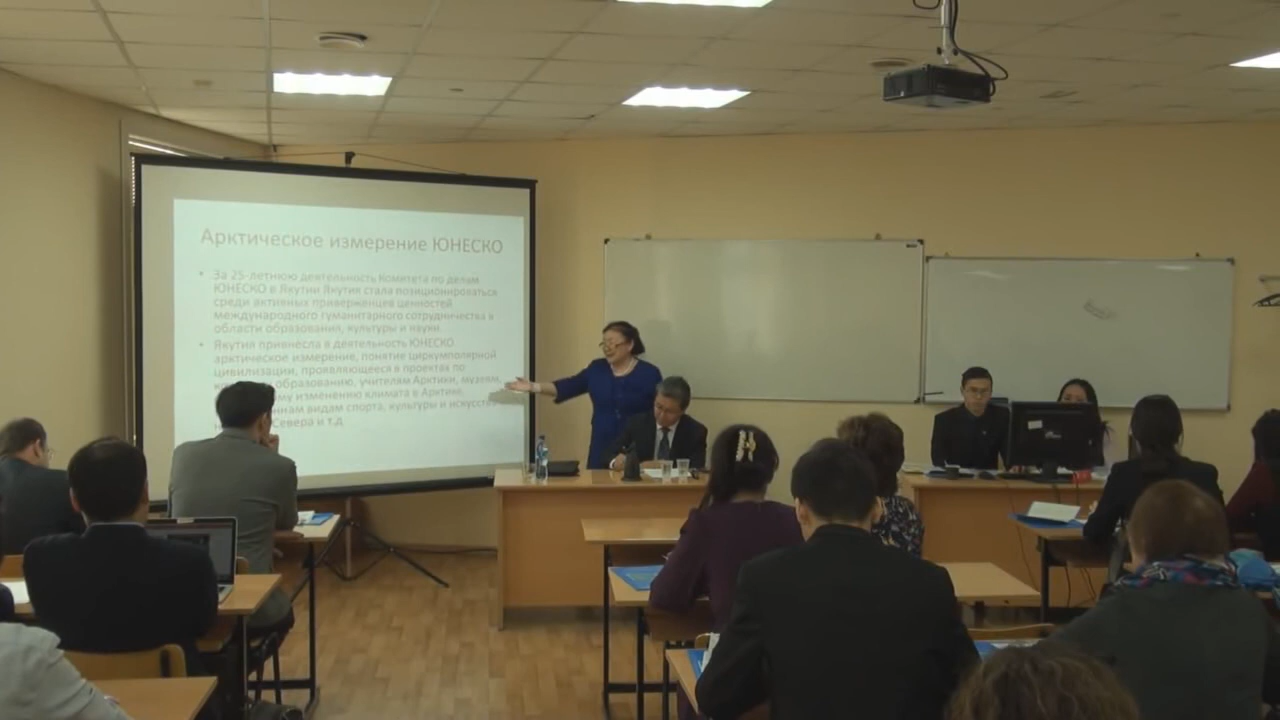 Арктическое измерение ЮНЕСКО
• За 25-летнюю деятельность Комитета по делам
ЮНЕСКО в Якутии Якутия стала позиционироваться
среди активных приверженцев ценностей
международного гуманитарного сотрудничества в
области образования, культуры и науки.
• Якутия привнесла в деятельность ЮНЕСКО
арктическое измерение, понятие циркумполярной
цивилизации, проявляющееся в проектах по
образованию, учителям Арктики, музеям,
изменению климата в Арктике,
видам спорта, культуры и искусства
Севера и т.д